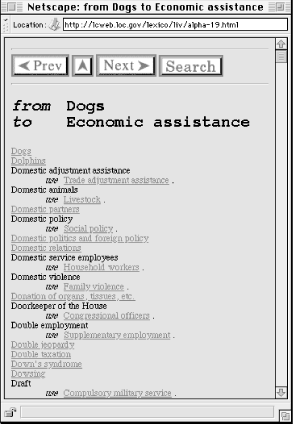 Netscape: from Dogs to Economic assistance
Location: http://lcweb.loc.gov/lexico/liv/alpha-19.html
Prev Next Search
from Dogs
to Economic assistance
Dogs
Dolphins
Domestic adjustment assistance
use Trade adjustment assistance .
Domestic animals
use Livestock .
Domestic partners
Domestic policy
use Social policy .
Domestic politics and foreign policy
Domestic relations
Domestic service employees
use Household workers .
Domestic violence
use Family violence .
Donation of organs, tissues, etc.
Doorkeeper of the House
use Congressional officers .
Double employment
use Supplementary employment .
Double jeopardy
Double taxation
Down's syndrome
Dowsing
Draft
use Compulsory military service .